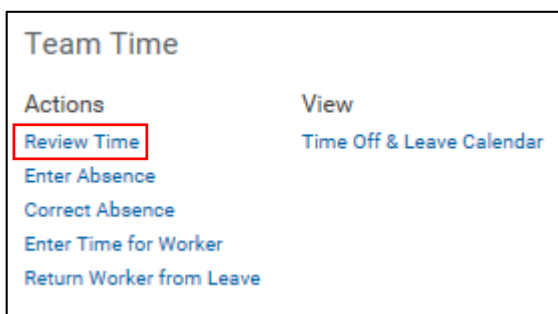 Team Time
Actions
Review Time
Enter Absence
Correct Absence
Enter Time for Worker
Return Worker from Leave
View
Time Off & Leave Calendar